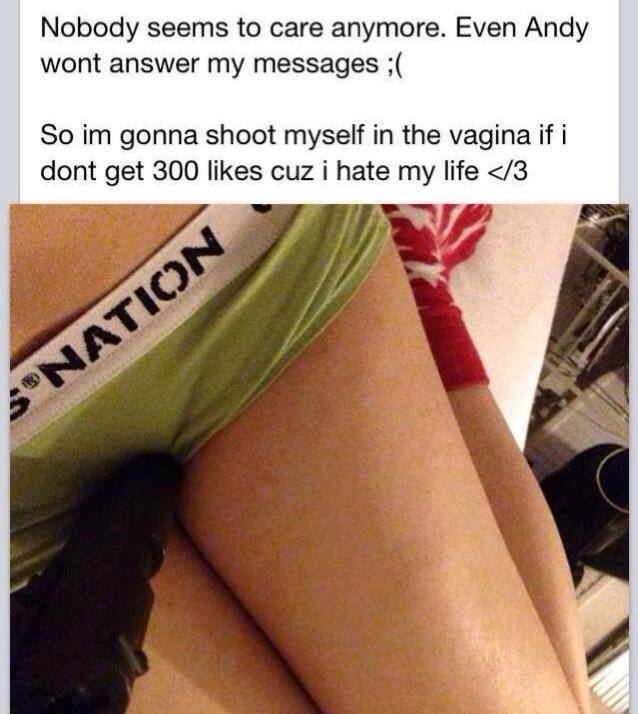 Nobody seems to care anymore. Even Andy
wont answer my messages ;(
So im gonna shoot myself in the vagina if i
dont get 300 likes cuz i hate my life </3
S®NATION